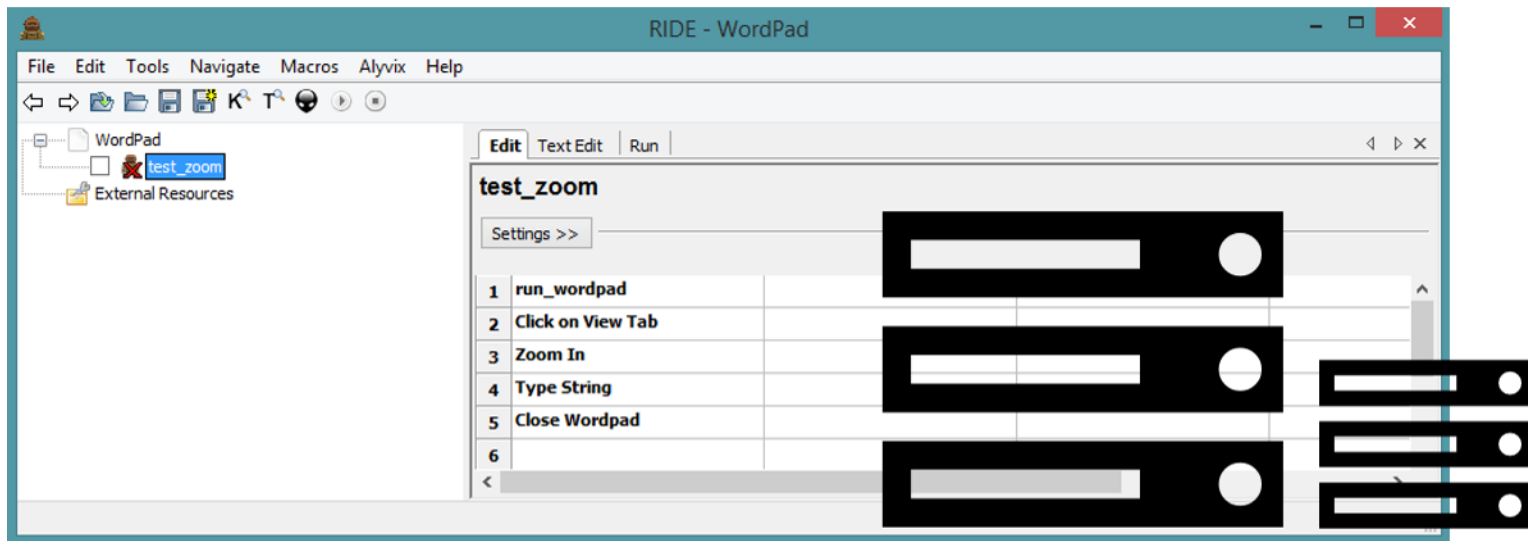 RIDE - WordPad
File Edit Tools Navigate Macros Alyvix Help
WordPad
test_zoom
External Resources
Edit Text Edit Run
test_zoom
Settings >>
1 run_wordpad
2 Click on View Tab
3 Zoom In
4 Type String
5 Close Wordpad
6